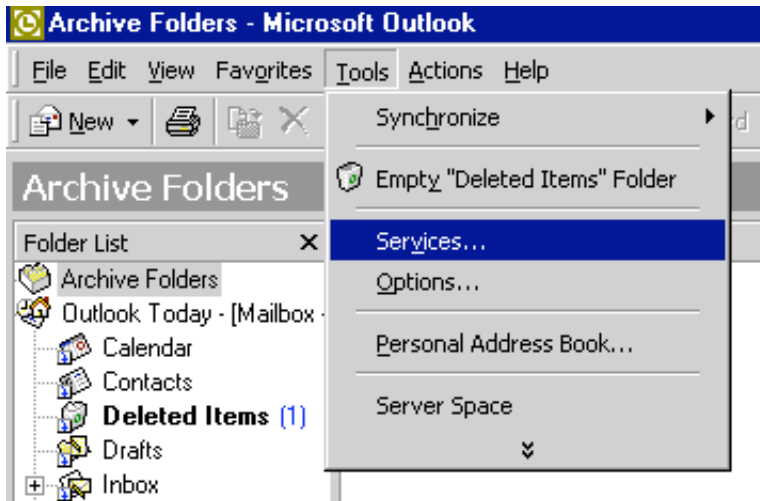 Archive Folders - Microsoft Outlook
File Edit View Favorites Tools Actions Help
New
Synchronize
Empty "Deleted Items" Folder
Archive Folders
Services...
Folder List
Options...
Archive Folders
Outlook Today - [Mailbox -
Personal Address Book...
Calendar
Contacts
Server Space
Deleted Items (1)
Drafts
Inbox